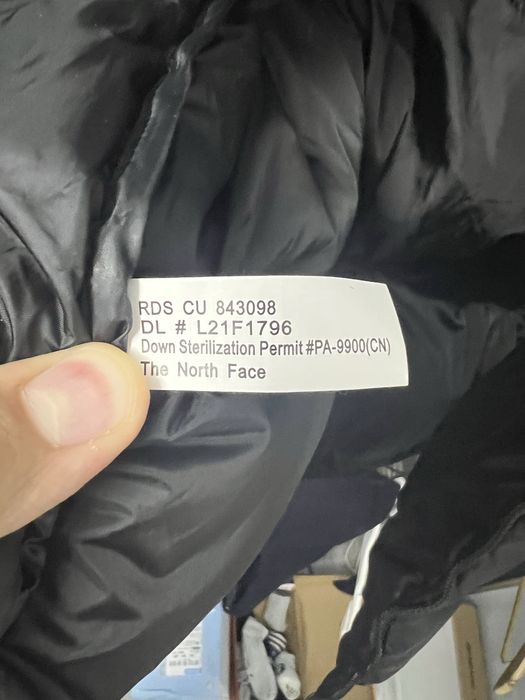 RDS CU 843098
DL # L21F1796
Down Sterilization Permit #PA-9900(CN)
The North Face